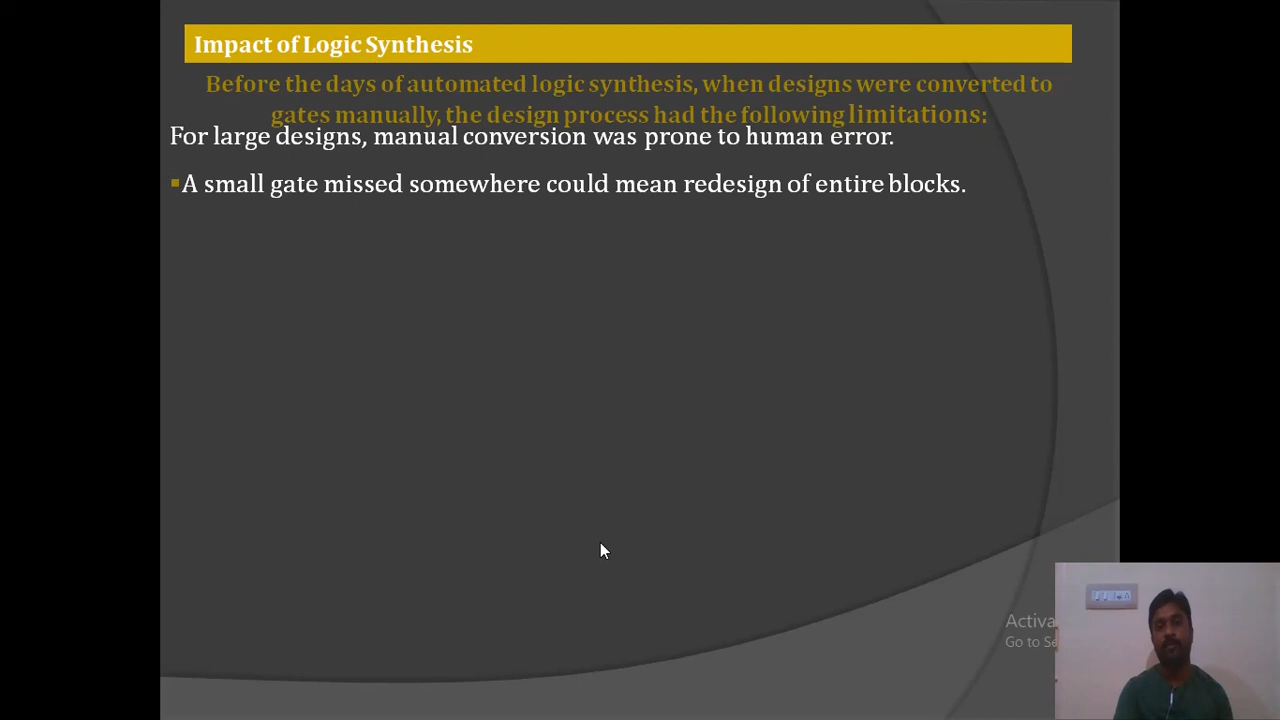 Impact of Logic Synthesis
Before the days of automated logic synthesis, when designs were converted to
gates manually, the design process had the following limitations:
For large designs, manual conversion was prone to human error.
▪A small gate missed somewhere could mean redesign of entire blocks.
Activa
Go to Se